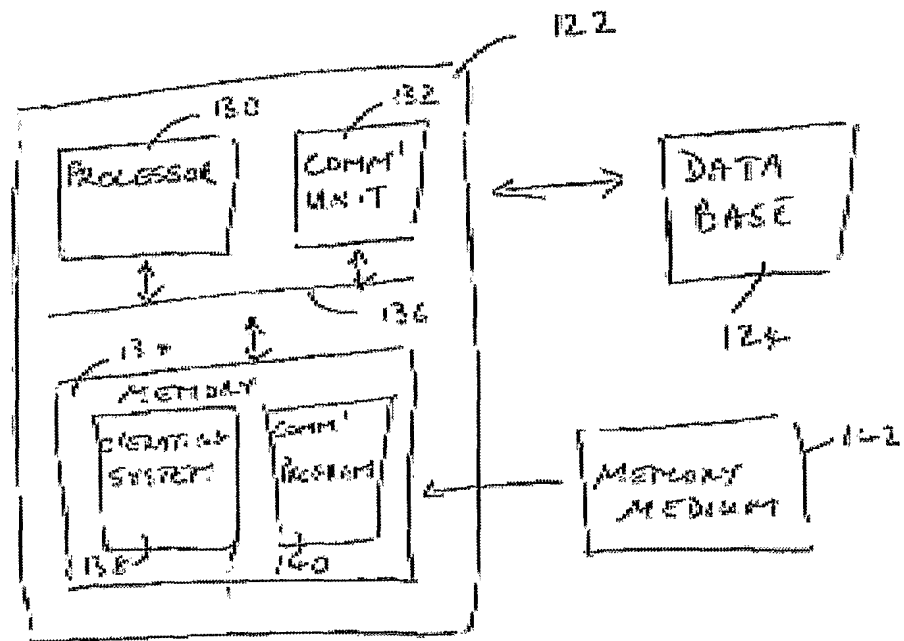 122
130
132
PROCESSOR
COMM'
UNIT
DATA
BASE
136
124
134
MEMORY
OPERATING
SYSTEM
COMM'
PROGRAM
142
MEMORY
MEDIUM
138
140